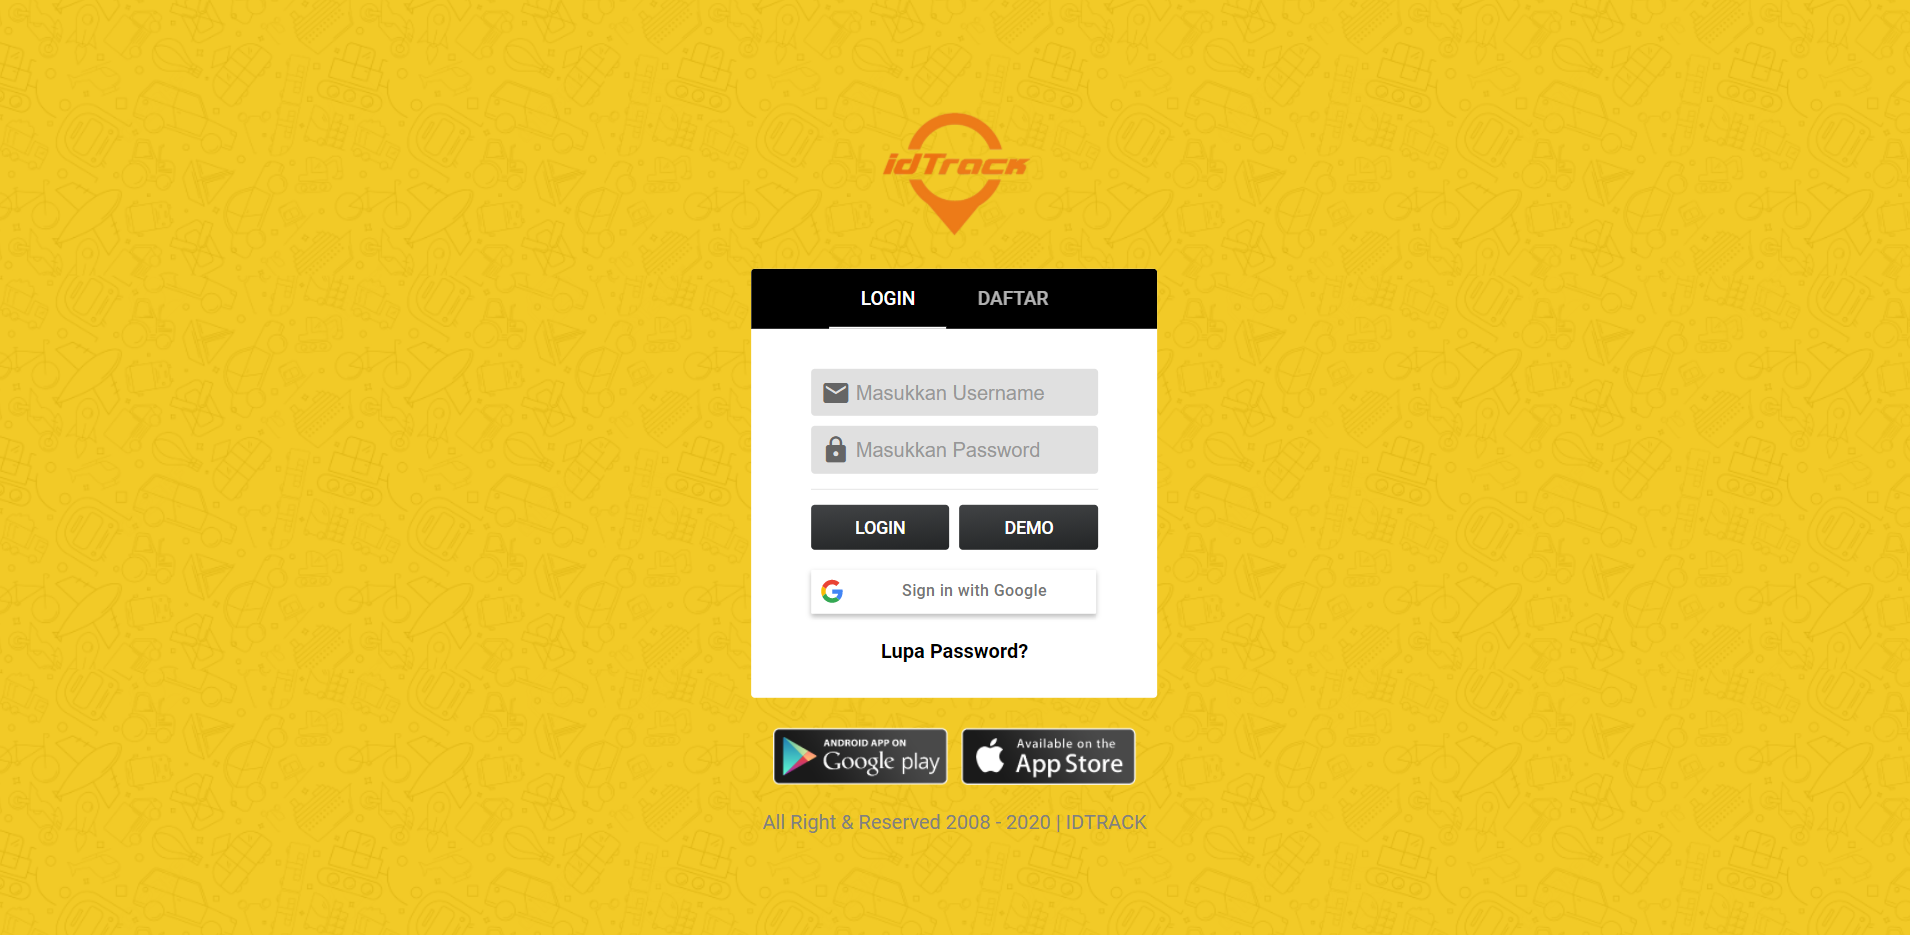 idTrack
LOGIN DAFTAR
Masukkan Username
Masukkan Password
LOGIN DEMO
Sign in with Google
Lupa Password?
ANDROID APP ON
Google play
Available on the
App Store
All Right & Reserved 2008 - 2020 | IDTRACK